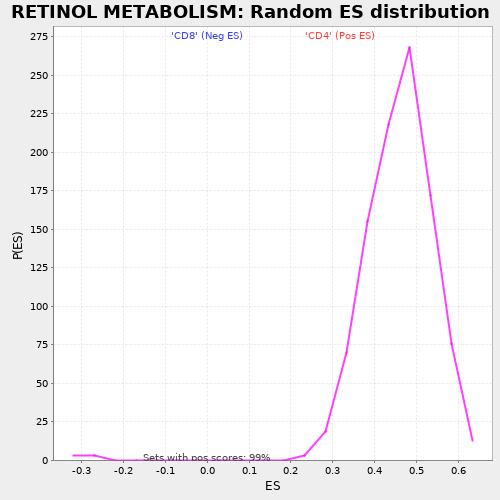 RETINOL METABOLISM: Random ES distribution
'CD8' (Neg ES) 'CD4' (Pos ES)
275
250
225
200
175
150
125
100
75
50
25
0
P(ES)
Sets with pos scores: 99%
-0.3 -0.2 -0.1 0.0 0.1 0.2 0.3 0.4 0.5 0.6
ES